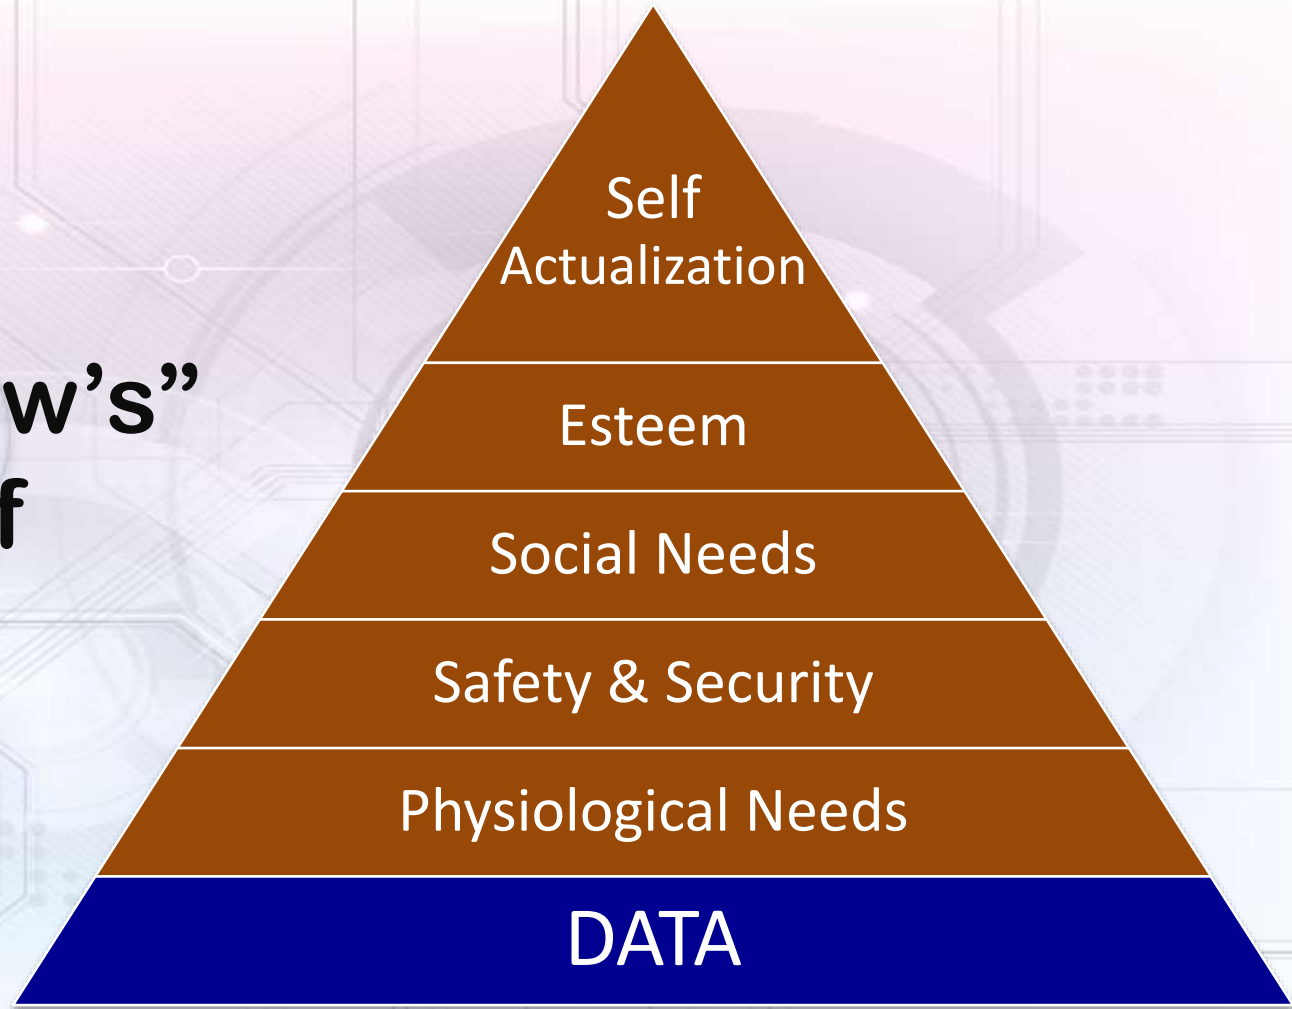 Self
Actualization
w’s”
f
Esteem
Social Needs
Safety & Security
Physiological Needs
DATA